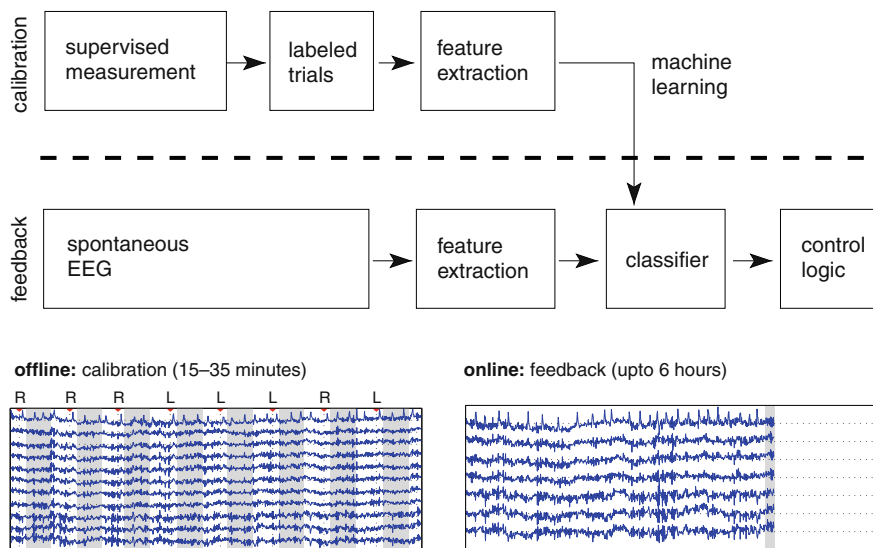 calibration
supervised
measurement
labeled
trials
feature
extraction
machine
learning
feedback
spontaneous
EEG
feature
extraction
classifier
control
logic
offline: calibration (15–35 minutes)
R R R L L L R L
online: feedback (upto 6 hours)